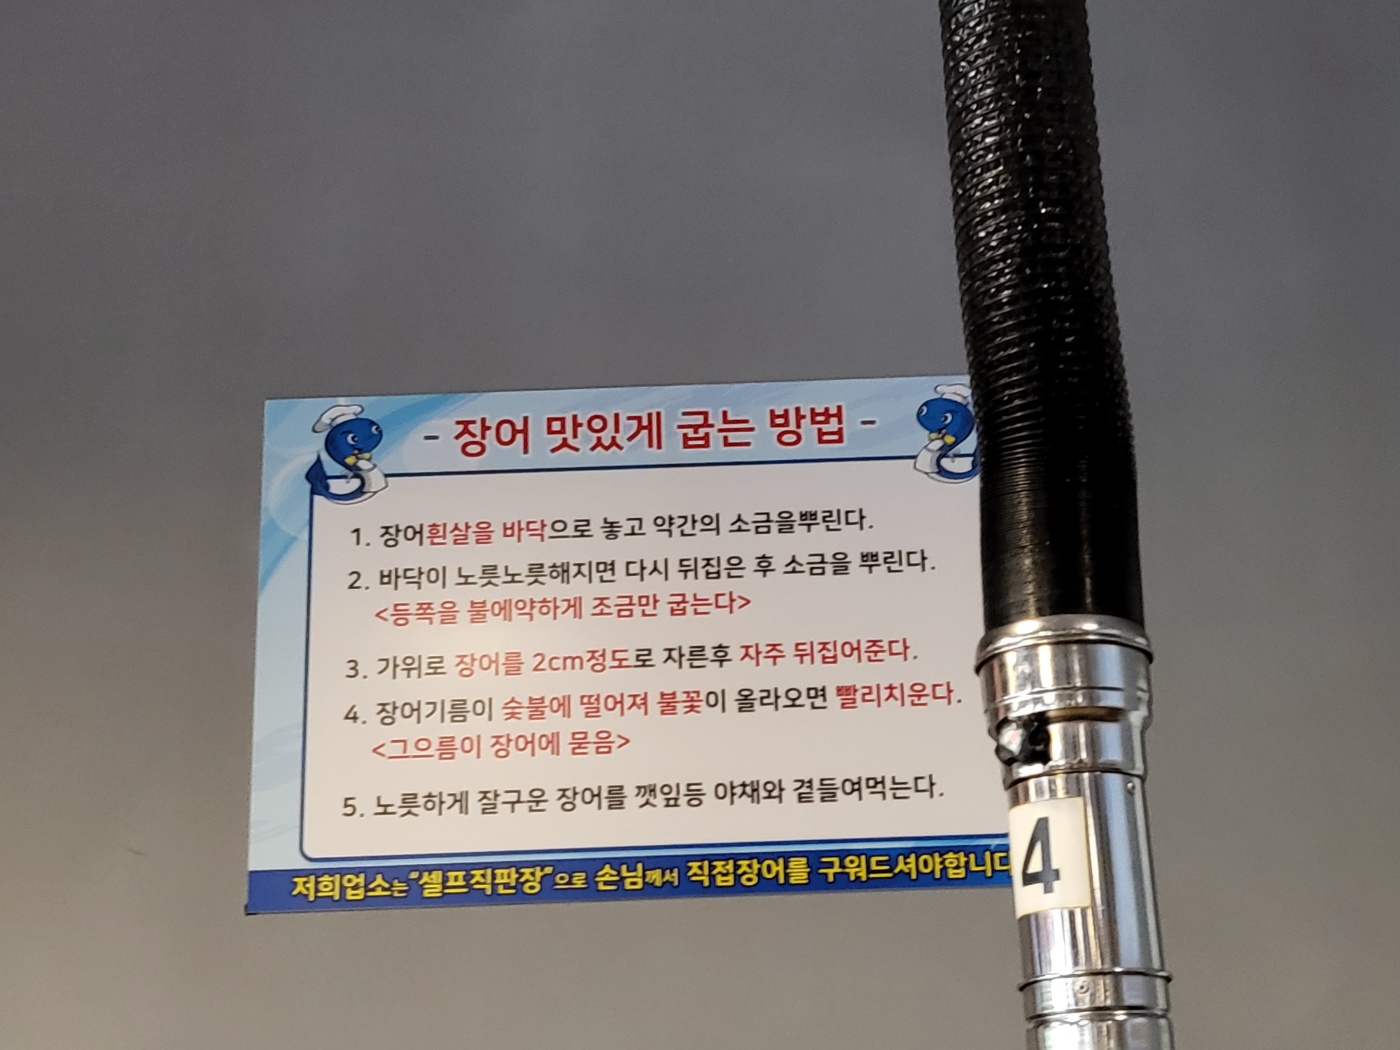 - 장어 맛있게 굽는 방법 -
1. 장어흰살을 바닥으로 놓고 약간의 소금을뿌린다.
2. 바닥이 노릇노릇해지면 다시 뒤집은 후 소금을 뿌린다.
<등쪽을 불에약하게 조금만 굽는다>
3. 가위로 장어를 2cm정도로 자른후 자주 뒤집어준다.
4. 장어기름이 숯불에 떨어져 불꽃이 올라오면 빨리치운다.
<그으름이 장어에 묻음>
5. 노릇하게 잘구운 장어를 깻잎등 야채와 곁들여먹는다.
저희업소는 "셀프직판장"으로 손님께서 직접장어를 구워드셔야합니다
4